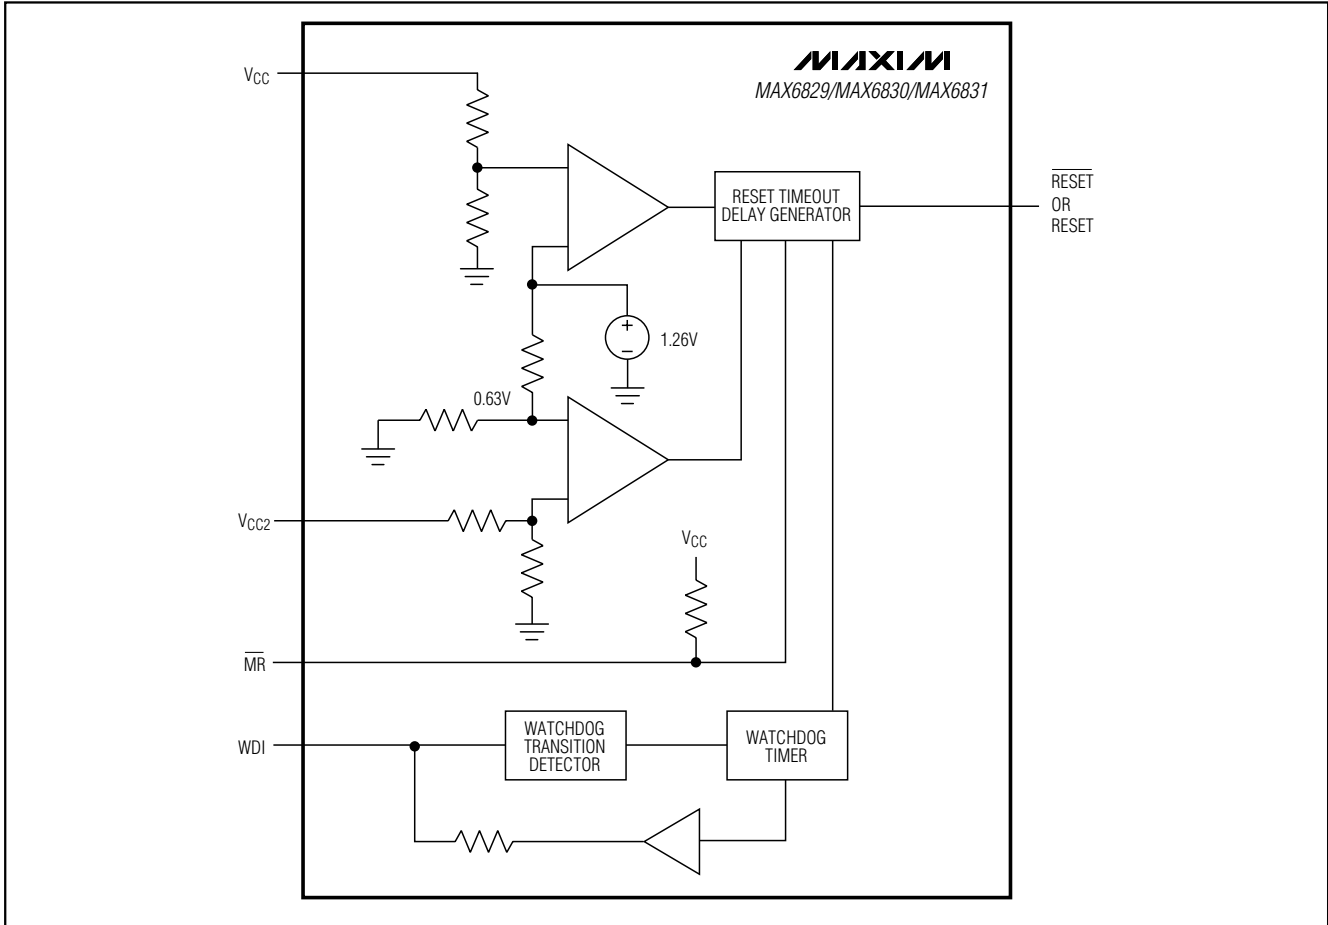 MAXIM
MAX6829/MAX6830/MAX6831
VCC
RESET TIMEOUT
DELAY GENERATOR
RESET
OR
RESET
+
−
1.26V
0.63V
VCC2
VCC
MR
WDI
WATCHDOG
TRANSITION
DETECTOR
WATCHDOG
TIMER